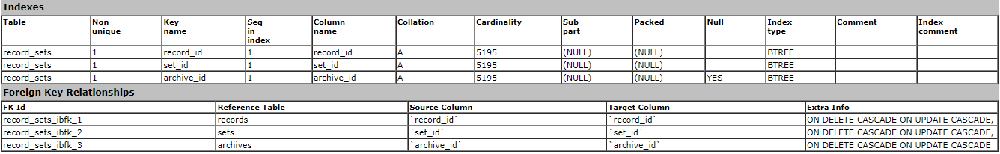 Indexes
Table Non unique Key name Seq in index Column name Collation Cardinality Sub part Packed Null Index type Comment Index comment
record_sets 1 record_id 1 record_id A 5195 (NULL) (NULL) BTREE
record_sets 1 set_id 1 set_id A 5195 (NULL) (NULL) BTREE
record_sets 1 archive_id 1 archive_id A 5195 (NULL) (NULL) YES BTREE
Foreign Key Relationships
FK Id Reference Table Source Column Target Column Extra Info
record_sets_ibfk_1 records `record_id` `record_id` ON DELETE CASCADE ON UPDATE CASCADE,
record_sets_ibfk_2 sets `set_id` `set_id` ON DELETE CASCADE ON UPDATE CASCADE,
record_sets_ibfk_3 archives `archive_id` `archive_id` ON DELETE CASCADE ON UPDATE CASCADE